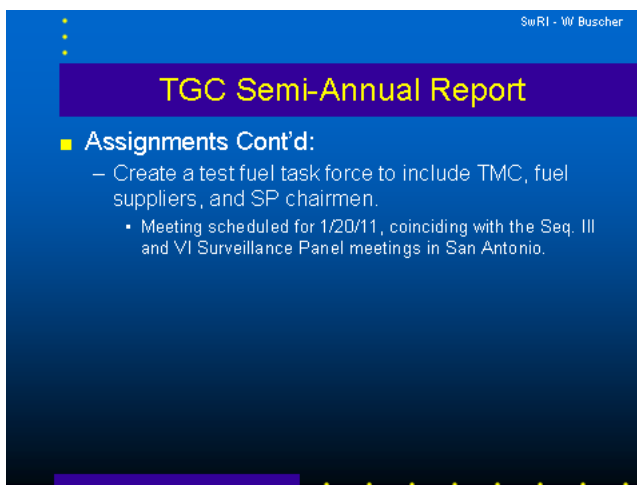 SwRI - W Buscher
TGC Semi-Annual Report
Assignments Cont'd:
– Create a test fuel task force to include TMC, fuel
suppliers, and SP chairmen.
• Meeting scheduled for 1/20/11, coinciding with the Seq. III
and VI Surveillance Panel meetings in San Antonio.